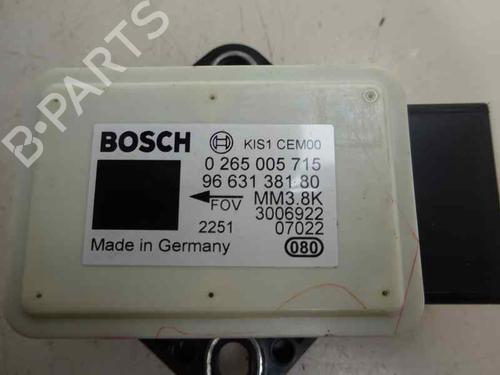 B-PARTS
BOSCH KIS1 CEM00
0 265 005 715
96 631 381 80
FOV MM3.8K
3006922
2251 07022
Made in Germany 080